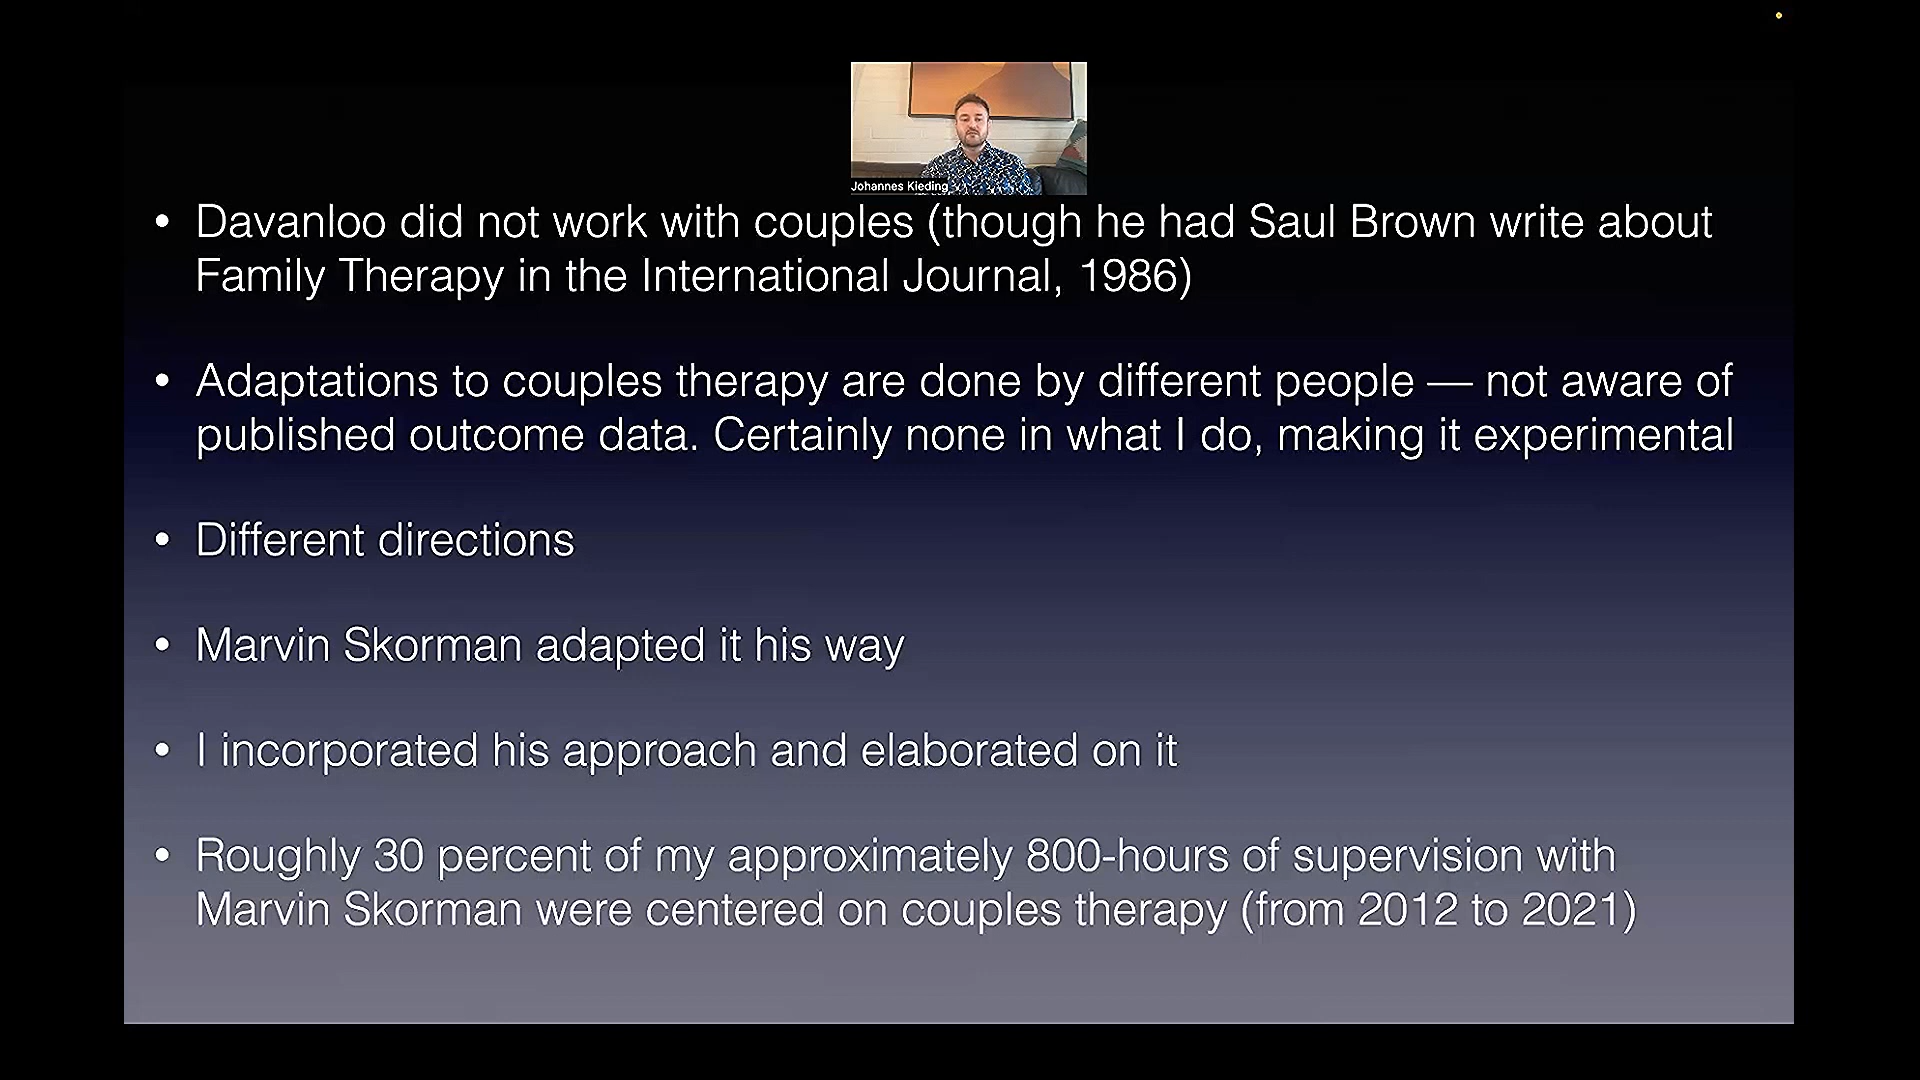 Johannes Kieding
• Davanloo did not work with couples (though he had Saul Brown write about
Family Therapy in the International Journal, 1986)
• Adaptations to couples therapy are done by different people — not aware of
published outcome data. Certainly none in what I do, making it experimental
• Different directions
• Marvin Skorman adapted it his way
• I incorporated his approach and elaborated on it
• Roughly 30 percent of my approximately 800-hours of supervision with
Marvin Skorman were centered on couples therapy (from 2012 to 2021)